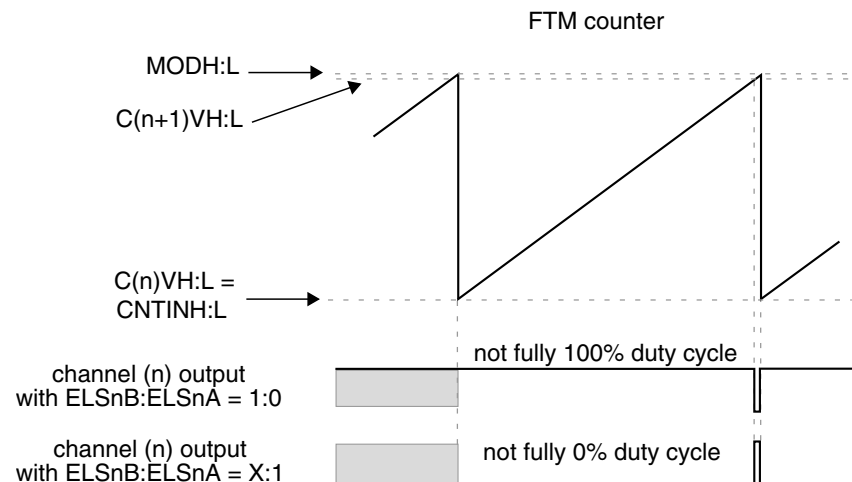 FTM counter
MODH:L
C(n+1)VH:L
C(n)VH:L =
CNTINH:L
not fully 100% duty cycle
channel (n) output
with ELSnB:ELSnA = 1:0
channel (n) output
with ELSnB:ELSnA = X:1
not fully 0% duty cycle